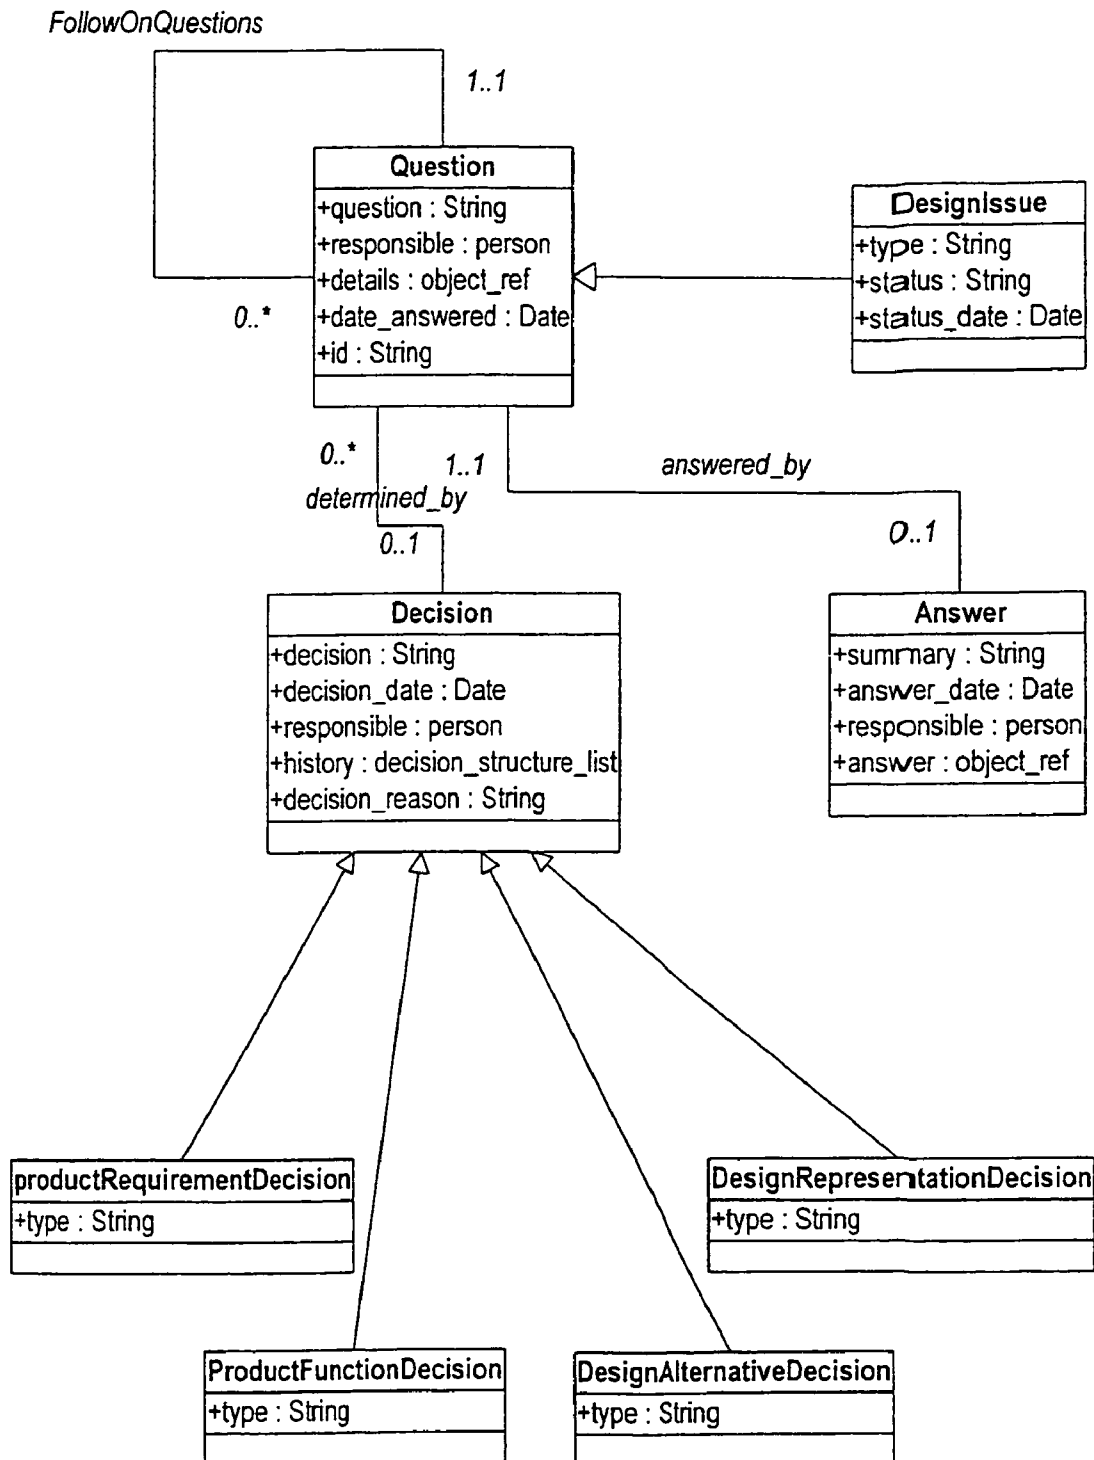 FollowOnQuestions
1..1
Question
+question : String
+responsible : person
+details : object_ref
+date_answered : Date
+id : String
0..*
DesignIssue
+type : String
+status : String
+status_date : Date
0..*
1..1
answered_by
determined_by
0..1
0..1
Decision
+decision : String
+decision_date : Date
+responsible : person
+history : decision_structure_list
+decision_reason : String
Answer
+summary : String
+answer_date : Date
+responsible : person
+answer : object_ref
productRequirementDecision
+type : String
DesignRepresentationDecision
+type : String
ProductFunctionDecision
+type : String
DesignAlternativeDecision
+type : String